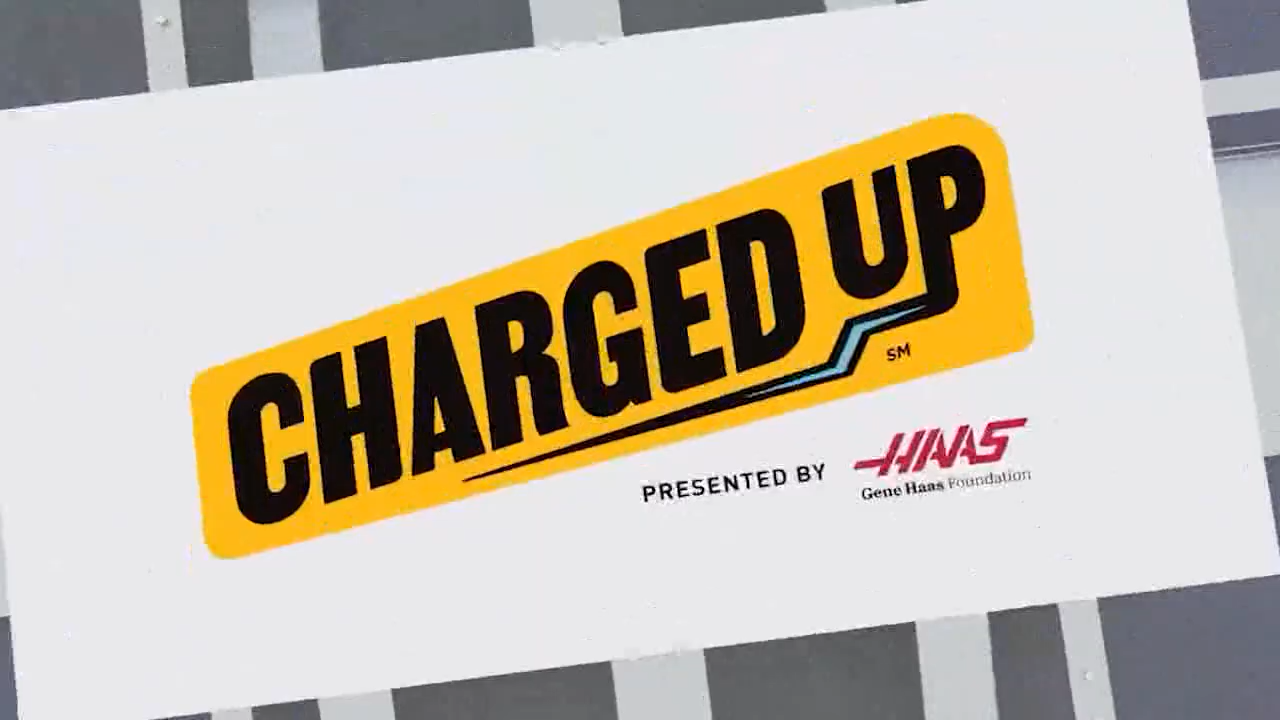 CHARGED UP
SM
PRESENTED BY
HAAS
Gene Haas Foundation